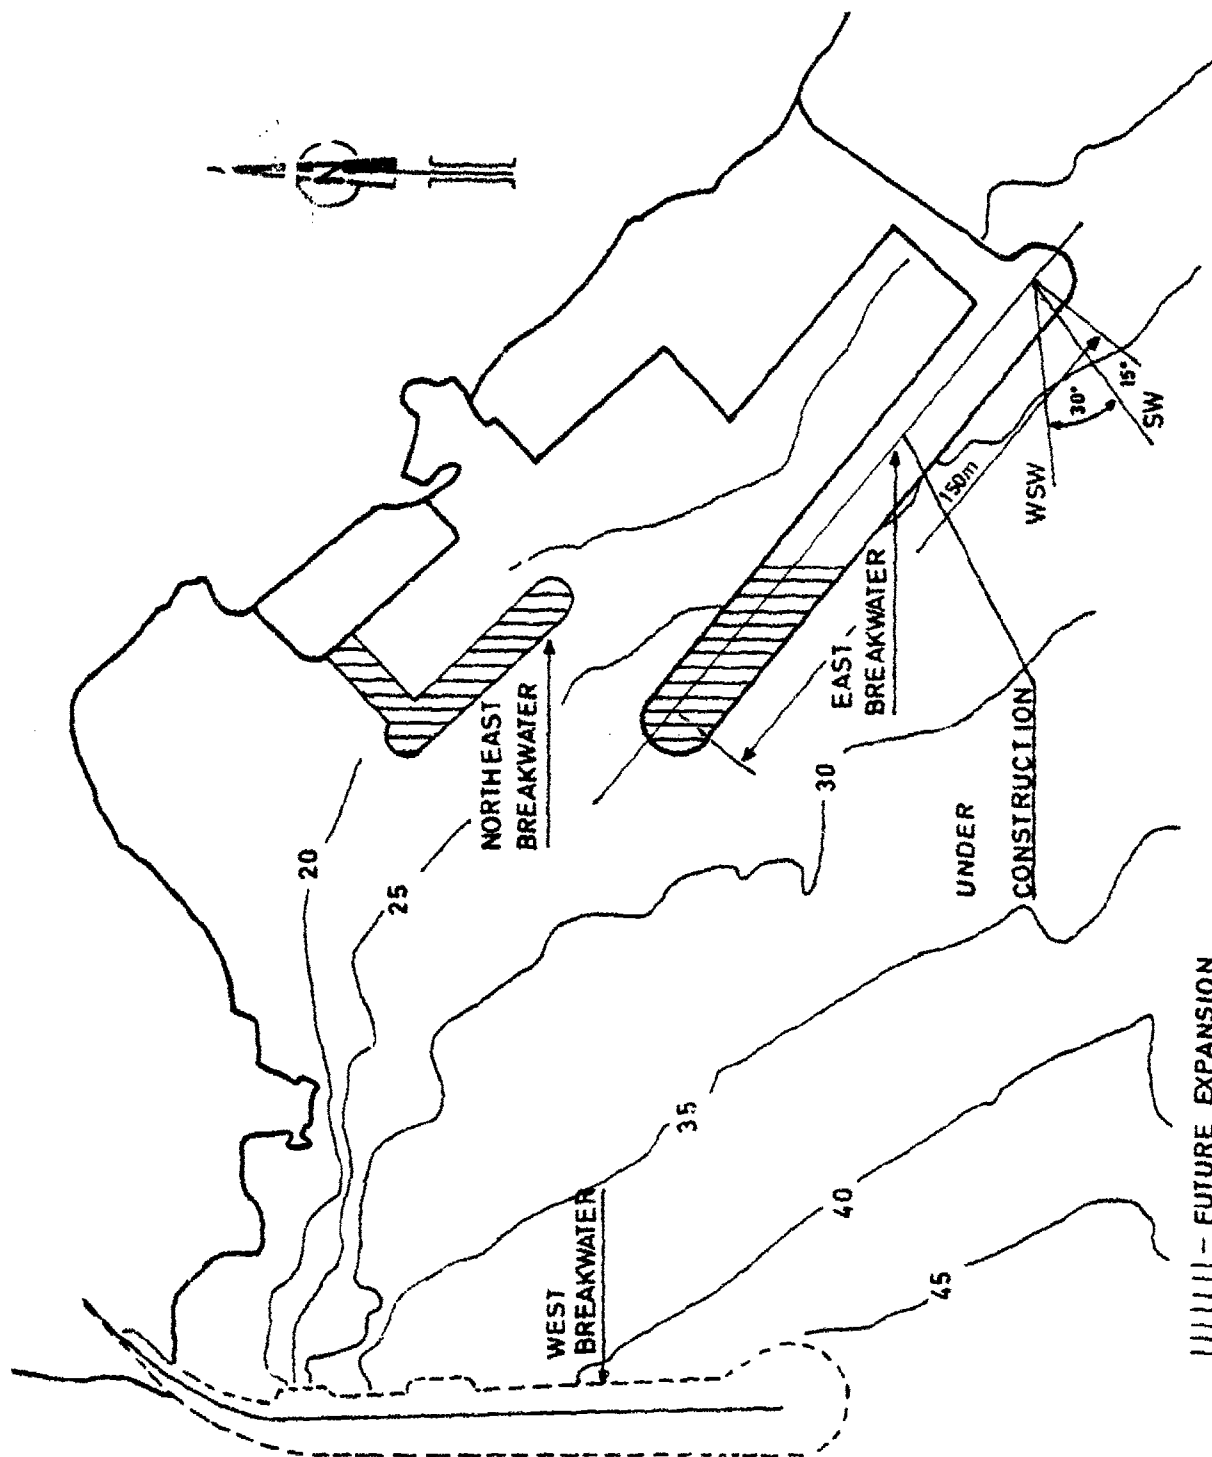 N
20
25
NORTHEAST
BREAKWATER
EAST
BREAKWATER
150m
WSW
30°
15°
SW
30
UNDER
CONSTRUCTION
35
WEST
BREAKWATER
40
45
FUTURE EXPANSION